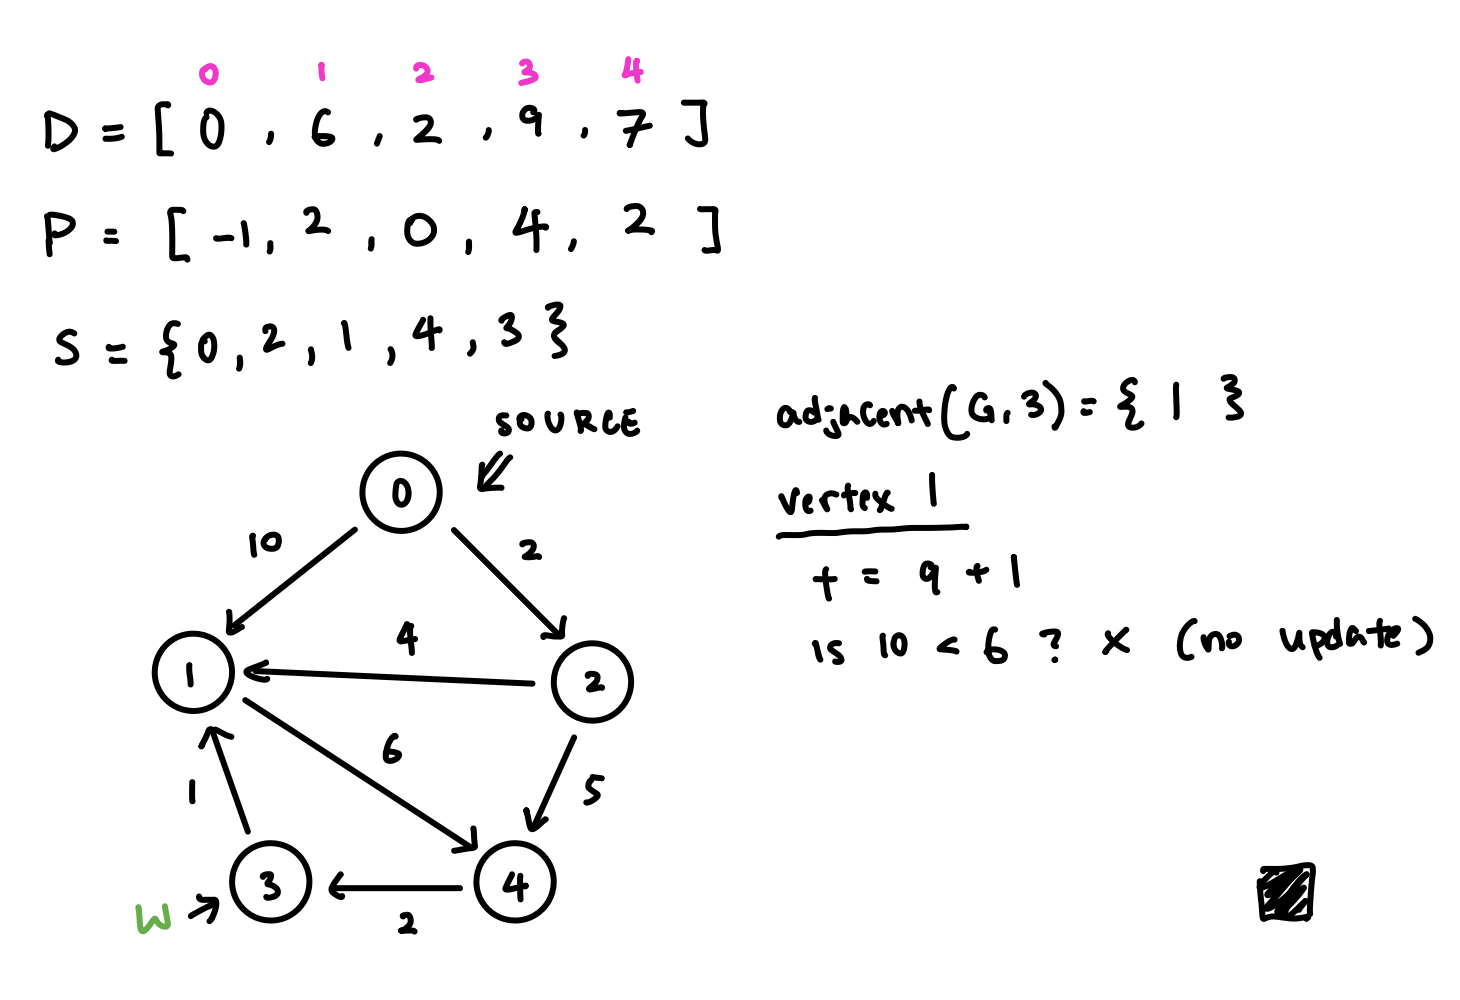 0 1 2 3 4
D = [ 0 , 6 , 2 , 9 , 7 ]
P = [ -1, 2 , 0 , 4 , 2 ]
S = { 0 , 2 , 1 , 4 , 3 }
SOURCE
0
10
2
4
1
2
6
1
5
3
4
W
2
adjacent(G,3) = { 1 }
vertex 1
t = 9 + 1
is 10 < 6 ? x (no update)